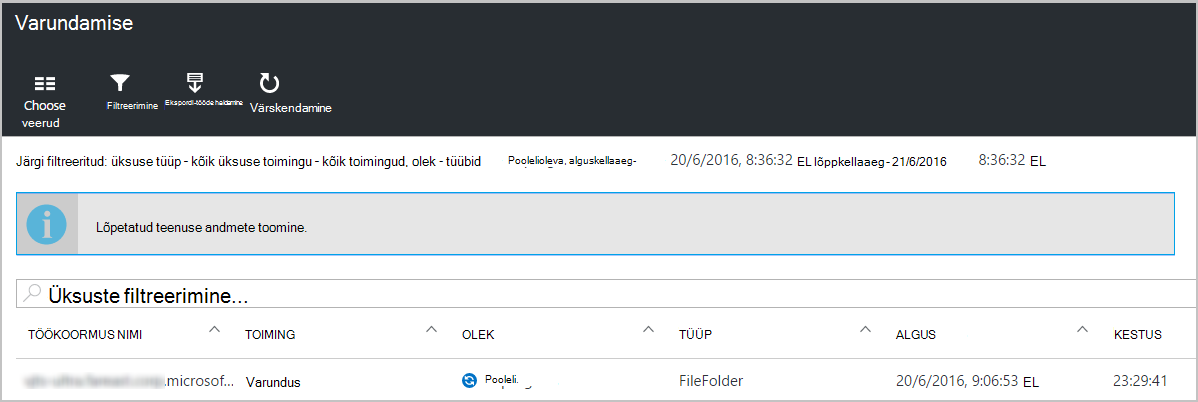 Varundamise
Choose veerud
Filtreerimine
Ekspordi-tööde haldamine
Värskendamine
Järgi filtreeritud: üksuse tüüp - kõik üksuse toimingu - kõik toimingud, olek - tüübid Poolelioleva, alguskellaaeg- 20/6/2016, 8:36:32 EL lõppkellaaeg - 21/6/2016 8:36:32 EL
Lõpetatud teenuse andmete toomine.
Üksuste filtreerimine...
TÖÖKOORMUS NIMI TOIMING OLEK TÜÜP ALGUS KESTUS
.microsof... Varundus Pooleli. FileFolder 20/6/2016, 9:06:53 EL 23:29:41